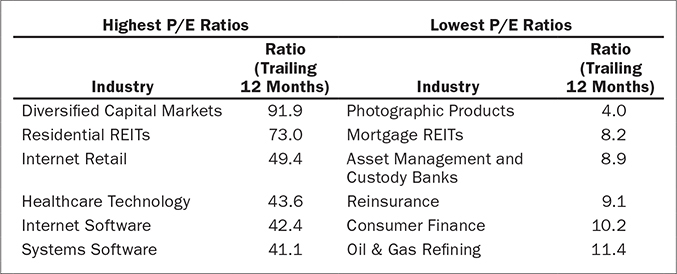 Highest P/E Ratios Lowest P/E Ratios
Ratio Ratio
(Trailing (Trailing
Industry 12 Months) Industry 12 Months)
Diversified Capital Markets 91.9 Photographic Products 4.0
Residential REITs 73.0 Mortgage REITs 8.2
Internet Retail 49.4 Asset Management and 8.9
Custody Banks
Healthcare Technology 43.6 Reinsurance 9.1
Internet Software 42.4 Consumer Finance 10.2
Systems Software 41.1 Oil & Gas Refining 11.4